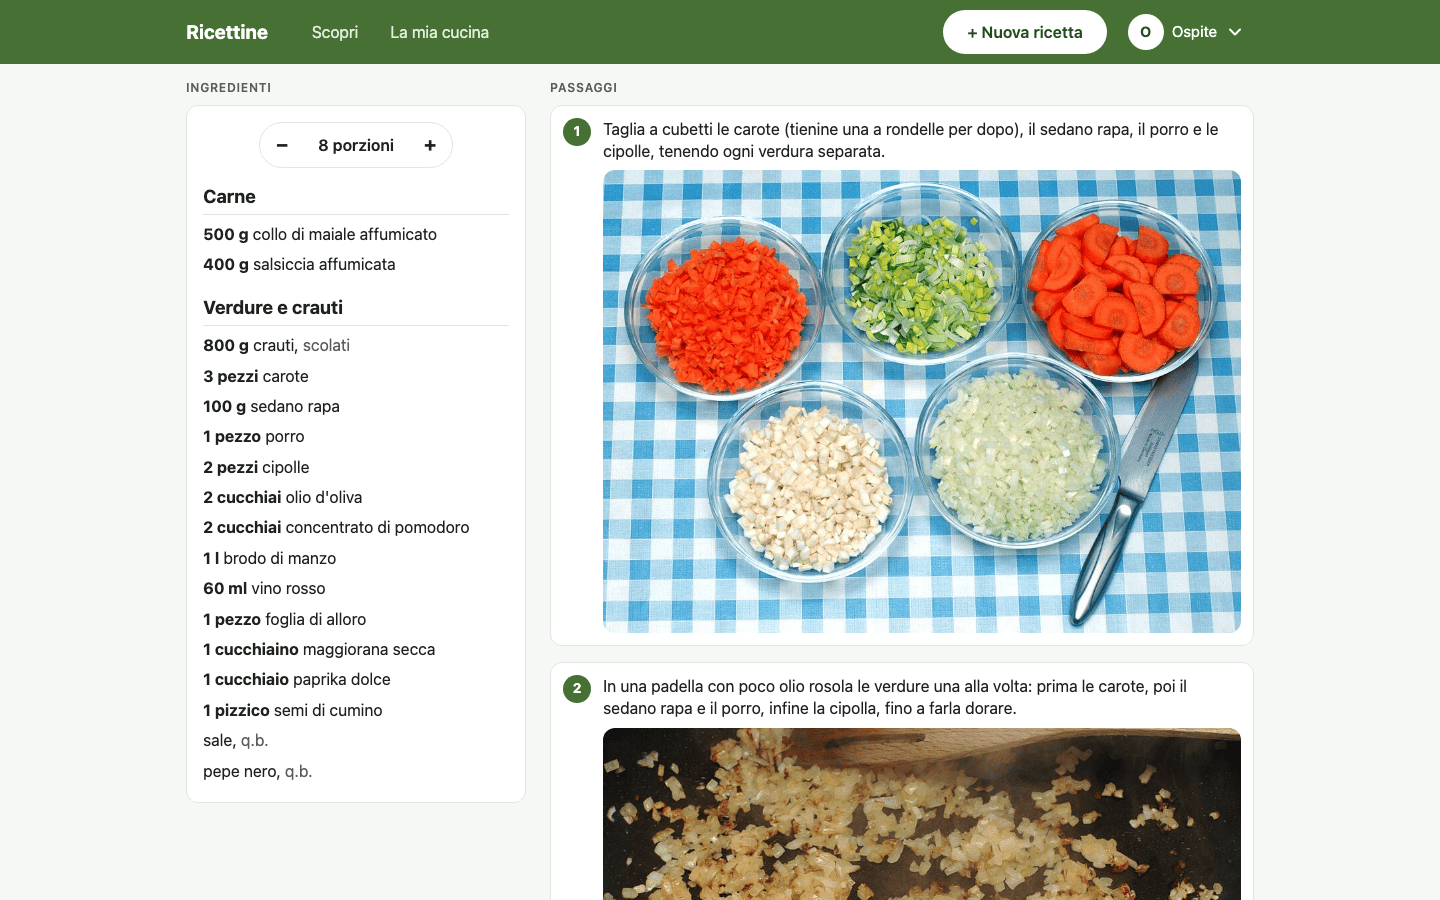 Ricettine
Scopri
La mia cucina
+ Nuova ricetta
O
Ospite
INGREDIENTI
− 8 porzioni +
Carne
500 g collo di maiale affumicato
400 g salsiccia affumicata
Verdure e crauti
800 g crauti, scolati
3 pezzi carote
100 g sedano rapa
1 pezzo porro
2 pezzi cipolle
2 cucchiai olio d'oliva
2 cucchiai concentrato di pomodoro
1 l brodo di manzo
60 ml vino rosso
1 pezzo foglia di alloro
1 cucchiaino maggiorana secca
1 cucchiaio paprika dolce
1 pizzico semi di cumino
sale, q.b.
pepe nero, q.b.
PASSAGGI
1
Taglia a cubetti le carote (tienine una a rondelle per dopo), il sedano rapa, il porro e le
cipolle, tenendo ogni verdura separata.
2
In una padella con poco olio rosola le verdure una alla volta: prima le carote, poi il
sedano rapa e il porro, infine la cipolla, fino a farla dorare.